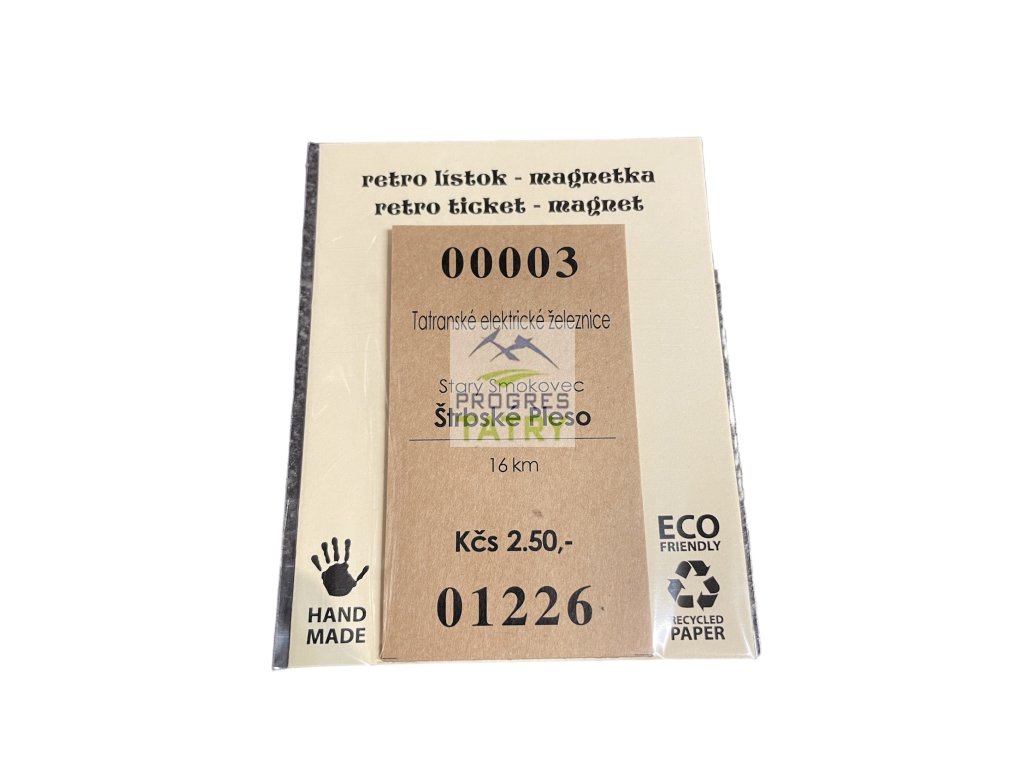 retro lístok - magnetka
retro ticket - magnet
00003
Tatranské elektrické železnice
Starý Smokovec
PROGRES
Štrbské Pleso
TATRY
16 km
Kčs 2.50,-
01226
HAND
MADE
ECO
FRIENDLY
RECYCLED
PAPER